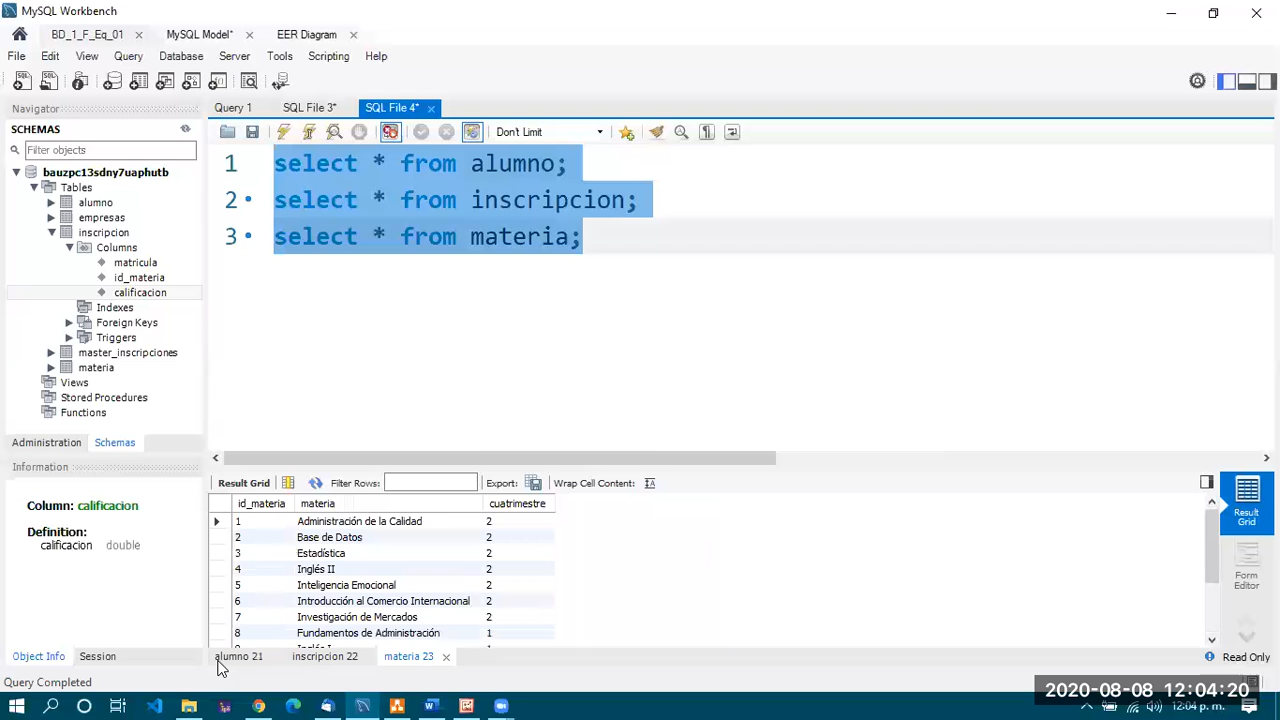 MySQL Workbench
BD_1_F_Eq_01 MySQL Model* EER Diagram
File Edit View Query Database Server Tools Scripting Help
Navigator
SCHEMAS
Filter objects
bauzpc13sdny7uaphutb
Tables
alumno
empresas
inscripcion
Columns
matricula
id_materia
calificacion
Indexes
Foreign Keys
Triggers
master_inscripciones
materia
Views
Stored Procedures
Functions
Administration Schemas
Information
Column: calificacion
Definition:
calificacion double
Object Info Session
Query 1 SQL File 3* SQL File 4*
Don't Limit
1 select * from alumno;
2 select * from inscripcion;
3 select * from materia;
Result Grid Filter Rows: Export: Wrap Cell Content:
id_materia materia cuatrimestre
1 Administración de la Calidad 2
2 Base de Datos 2
3 Estadística 2
4 Inglés II 2
5 Inteligencia Emocional 2
6 Introducción al Comercio Internacional 2
7 Investigación de Mercados 2
8 Fundamentos de Administración 1
Result Grid
Form Editor
alumno 21 inscripcion 22 materia 23
Read Only
Query Completed
2020-08-08 12:04:20
12:04 p. m.